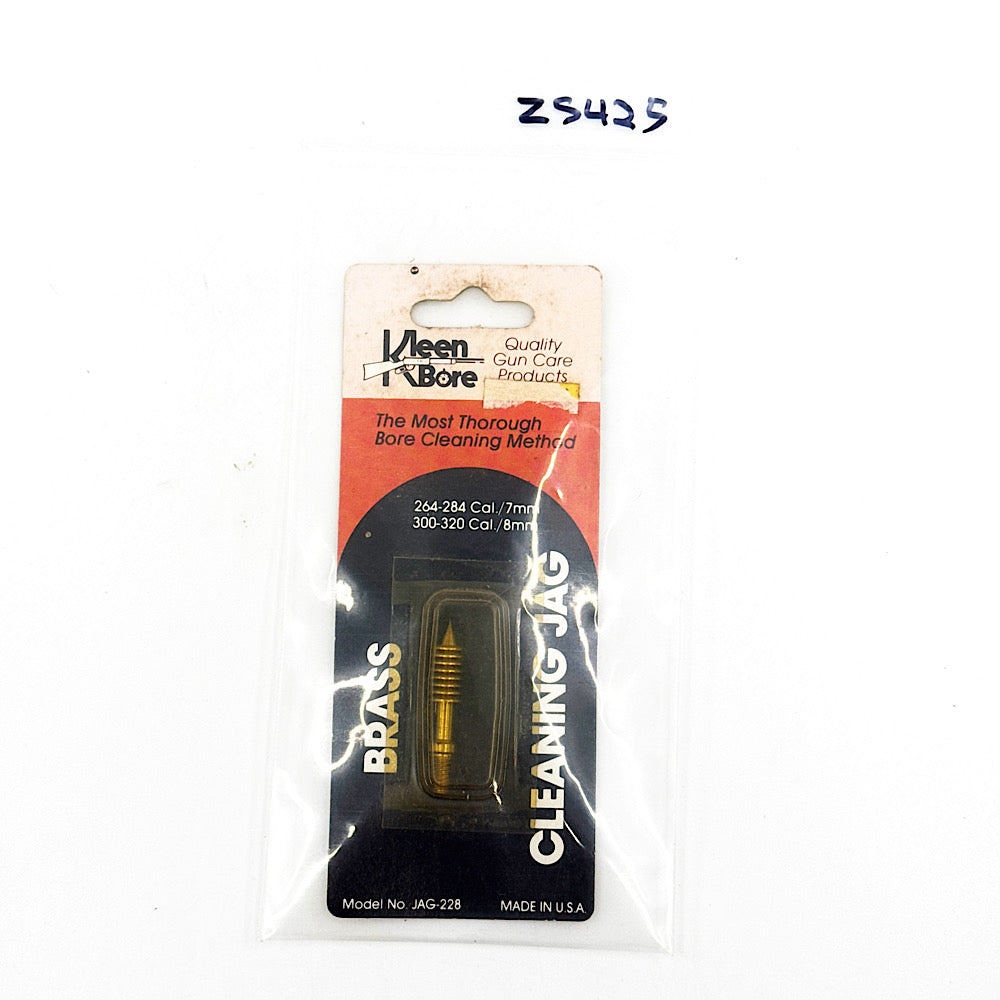 ZS425
Kleen
Bore
Quality
Gun Care
Products
The Most Thorough
Bore Cleaning Method
264-284 Cal./7mm
300-320 Cal./8mm
BRASS
CLEANING JAG
Model No. JAG-228
MADE IN U.S.A.